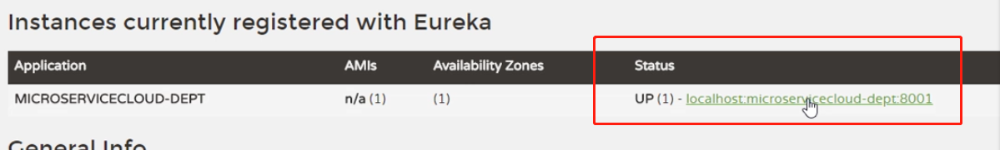 Instances currently registered with Eureka
Application AMIs Availability Zones Status
MICROSERVICECLOUD-DEPT n/a (1) (1) UP (1) - localhost:microservicecloud-dept:8001
General Info